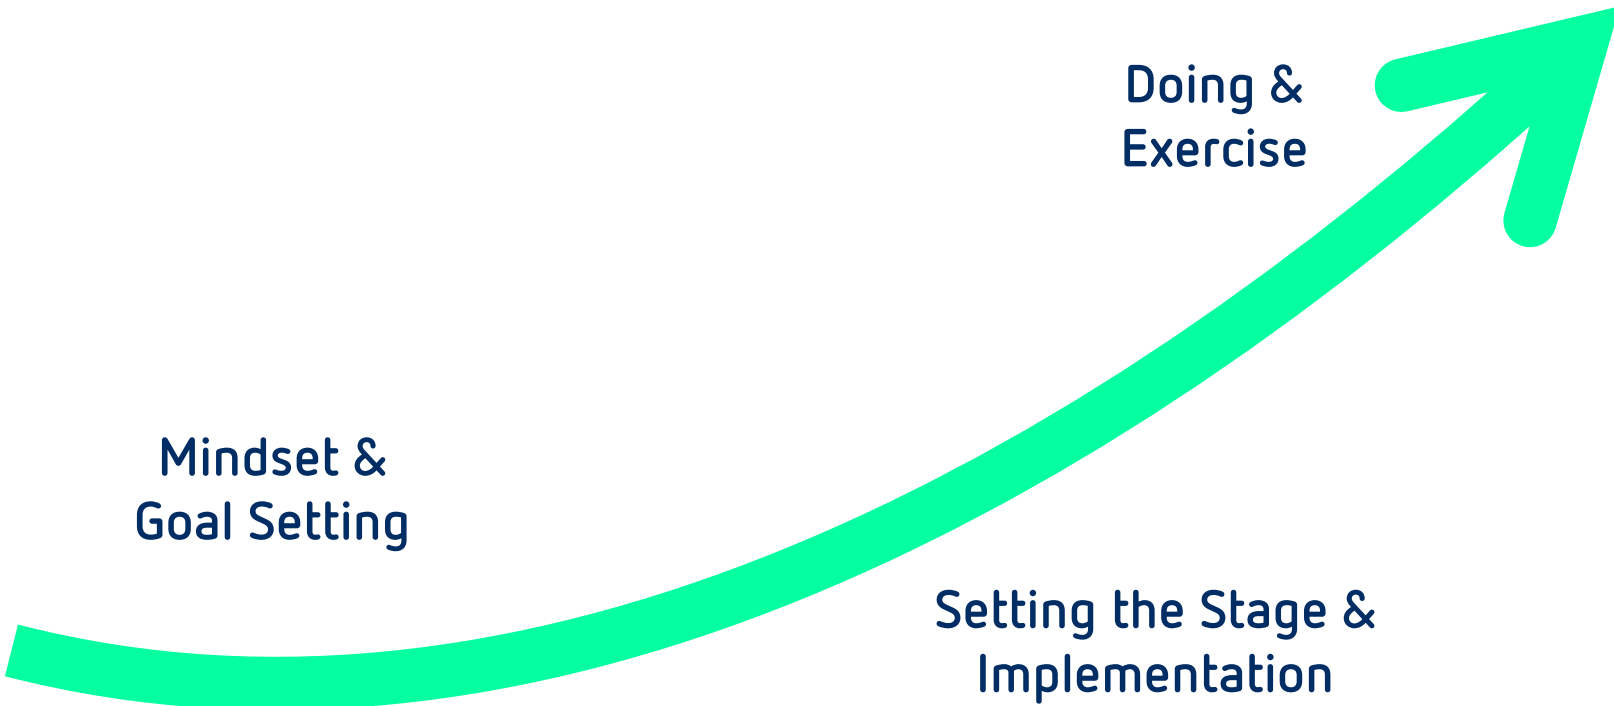 Doing &
Exercise
Mindset &
Goal Setting
Setting the Stage &
Implementation